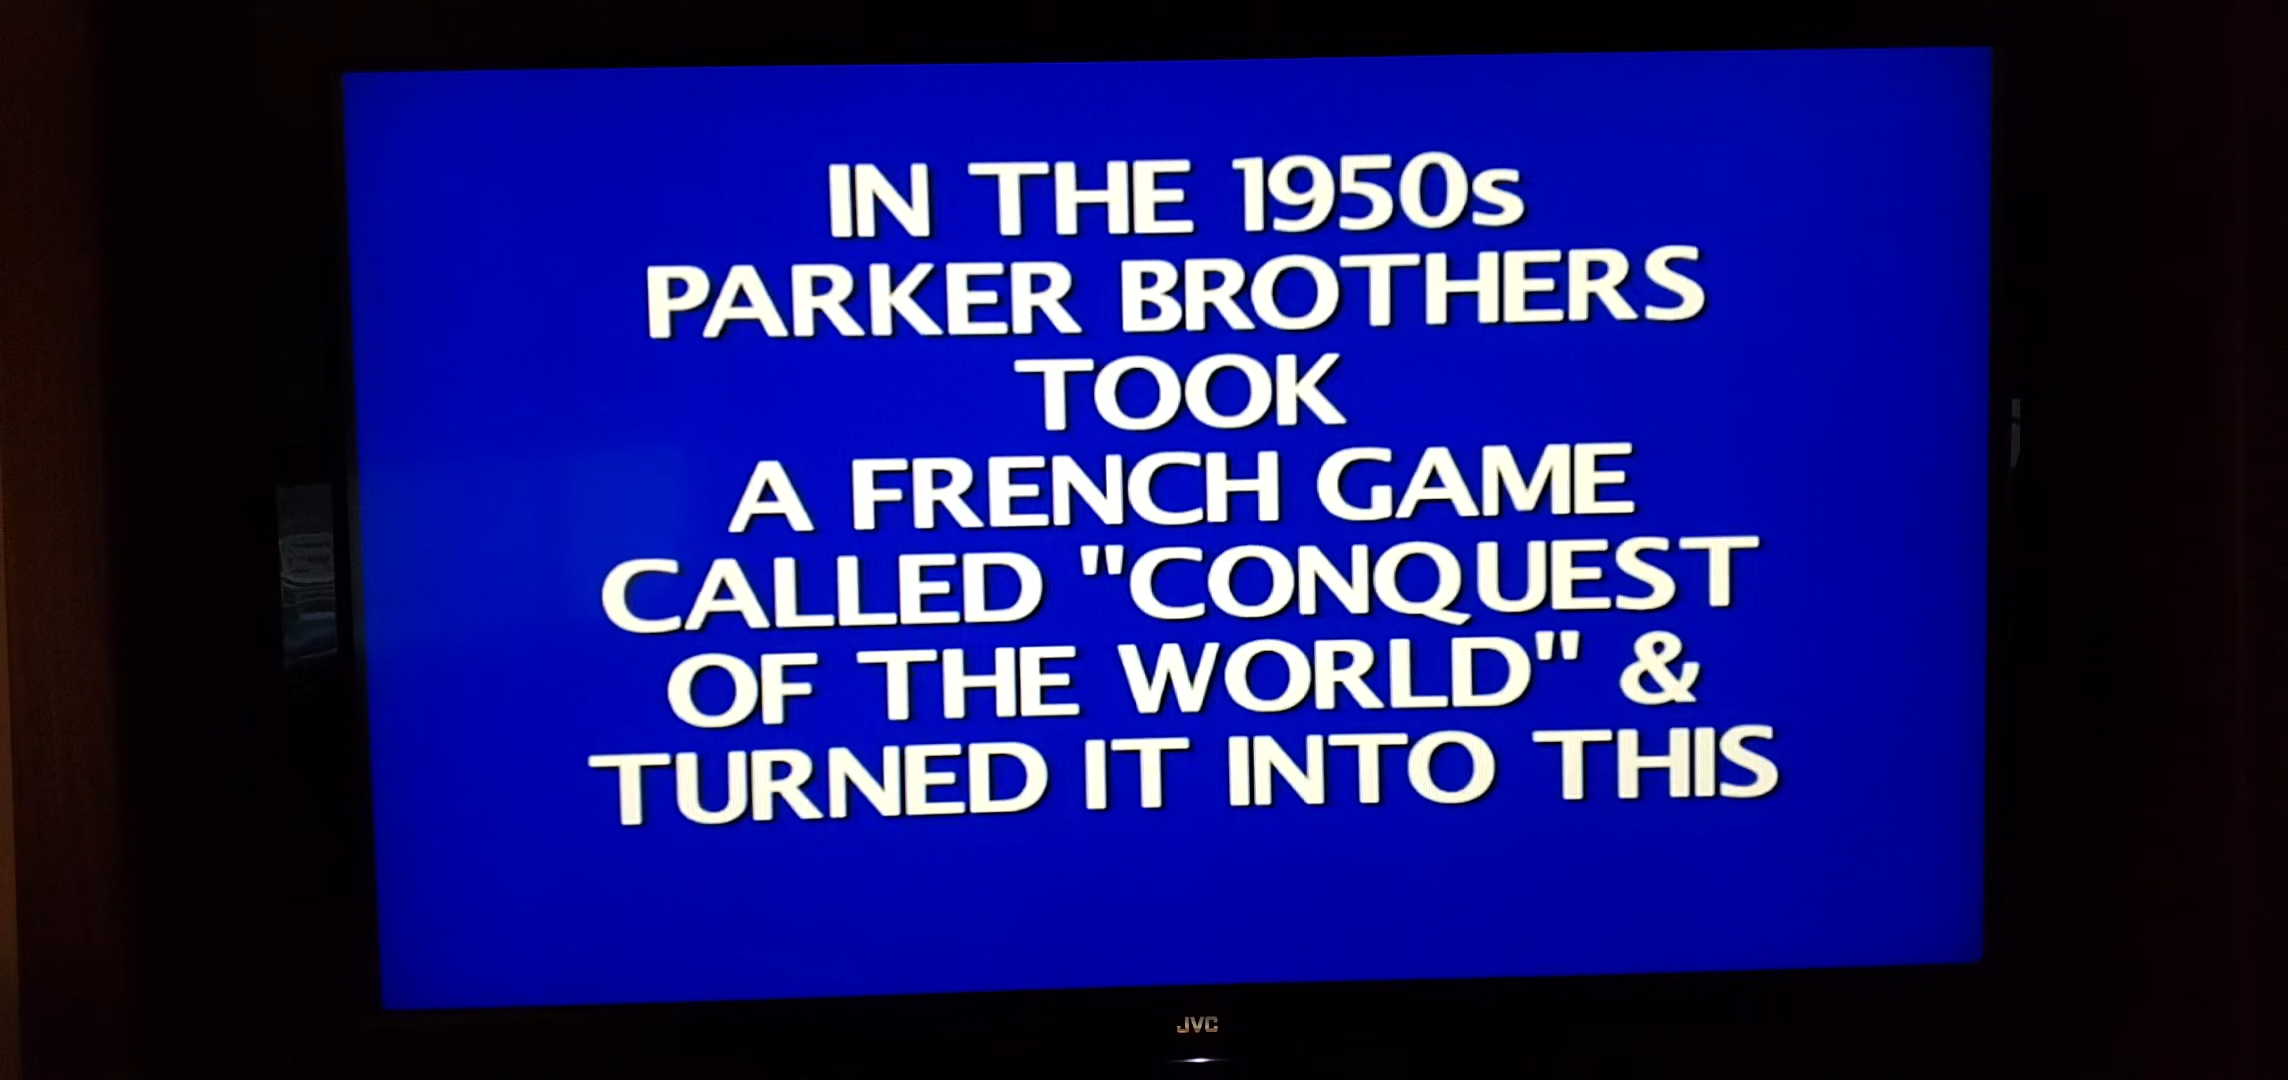 IN THE 1950s
PARKER BROTHERS
TOOK
A FRENCH GAME
CALLED "CONQUEST
OF THE WORLD" &
TURNED IT INTO THIS
JVC